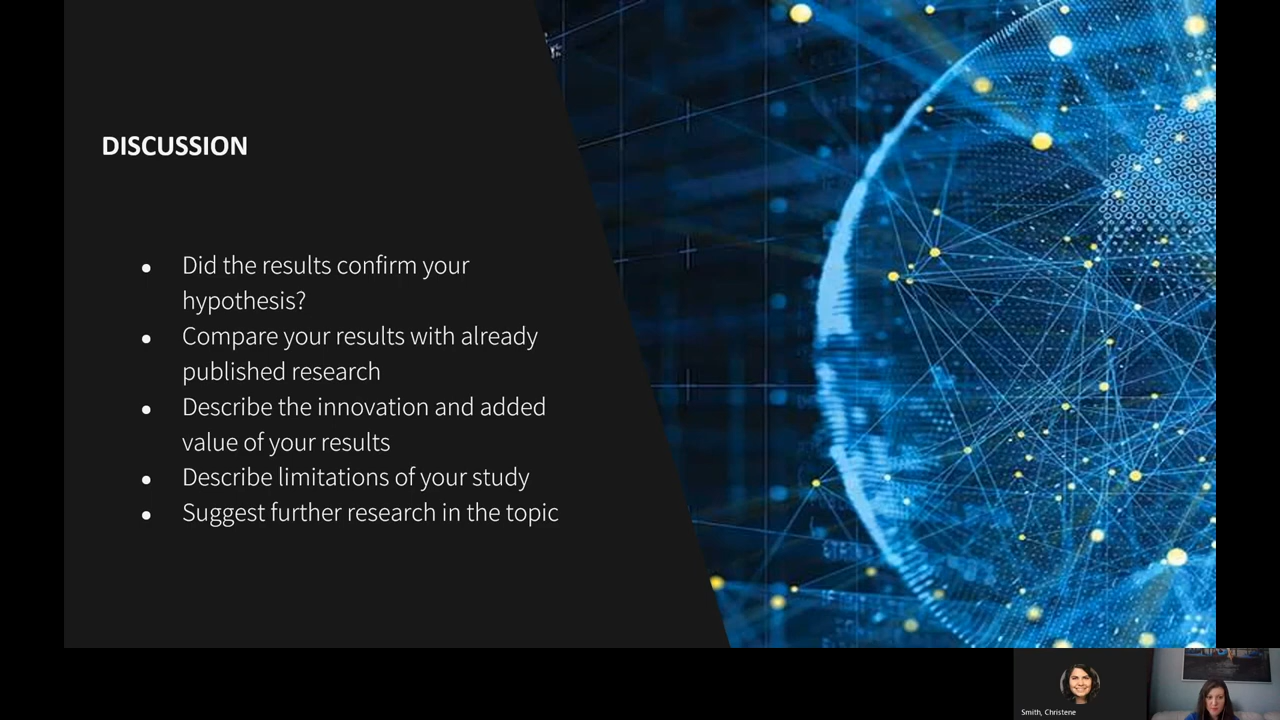 DISCUSSION
● Did the results confirm your
hypothesis?
● Compare your results with already
published research
● Describe the innovation and added
value of your results
● Describe limitations of your study
● Suggest further research in the topic
Smith, Christene